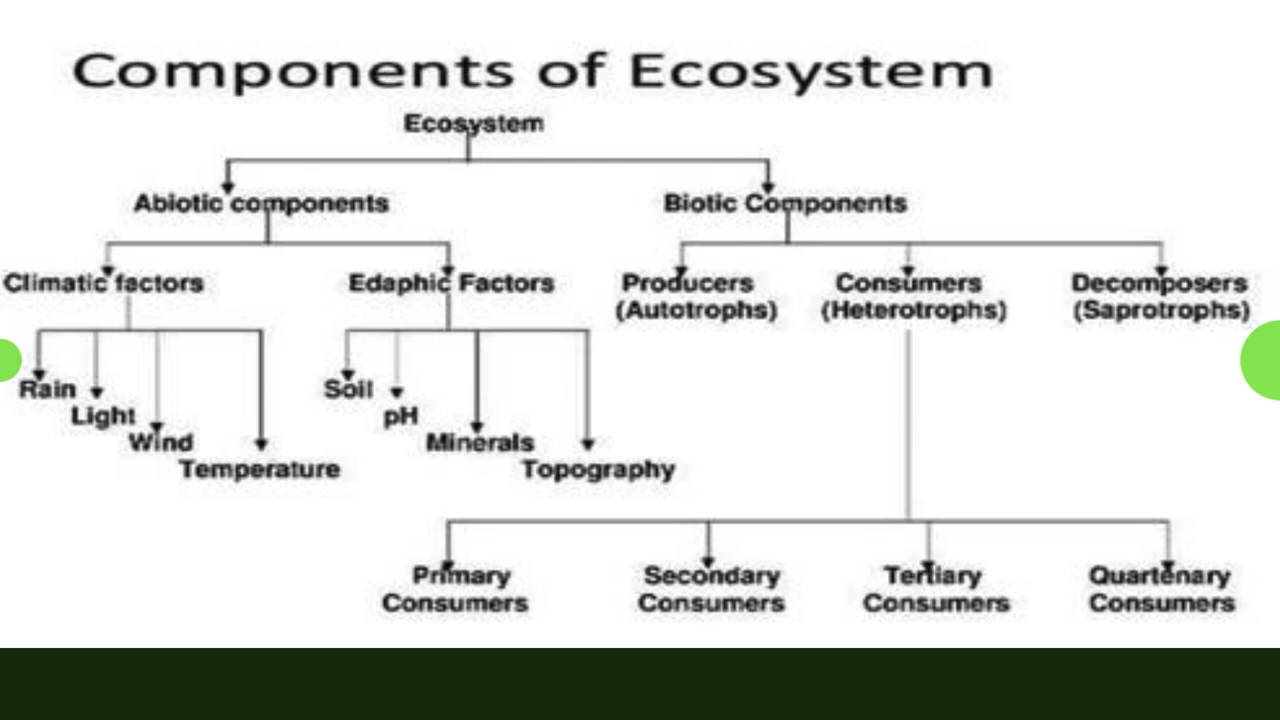 Components of Ecosystem
Ecosystem
Abiotic components
Biotic Components
Climatic factors
Edaphic Factors
Producers
(Autotrophs)
Consumers
(Heterotrophs)
Decomposers
(Saprotrophs)
Rain
Light
Wind
Temperature
Soil
pH
Minerals
Topography
Primary
Consumers
Secondary
Consumers
Tertiary
Consumers
Quartenary
Consumers